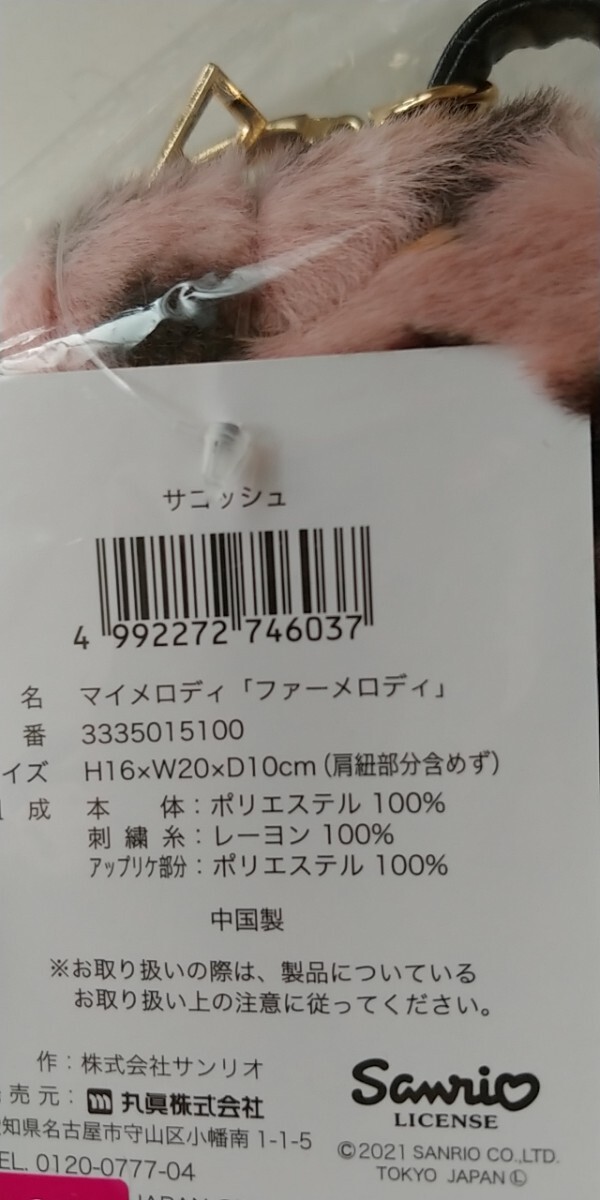 サニッシュ
4 992272 746037
名 マイメロディ「ファーメロディ」
番 3335015100
イズ H16×W20×D10cm（肩紐部分含めず）
成 本 体：ポリエステル 100%
刺 繍 糸：レーヨン 100%
アップリケ部分：ポリエステル 100%
中国製
※お取り扱いの際は、製品についている
お取り扱い上の注意に従ってください。
作：株式会社サンリオ
売 元：丸眞株式会社
知県名古屋市守山区小幡南 1-1-5
EL. 0120-0777-04
Sanrio
LICENSE
©2021 SANRIO CO.,LTD.
TOKYO JAPAN Ⓛ